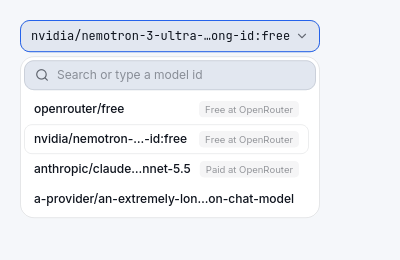 nvidia/nemotron-3-ultra-…ong-id:free
Search or type a model id
openrouter/free Free at OpenRouter
nvidia/nemotron-...-id:free Free at OpenRouter
anthropic/claude...nnet-5.5 Paid at OpenRouter
a-provider/an-extremely-lon...on-chat-model